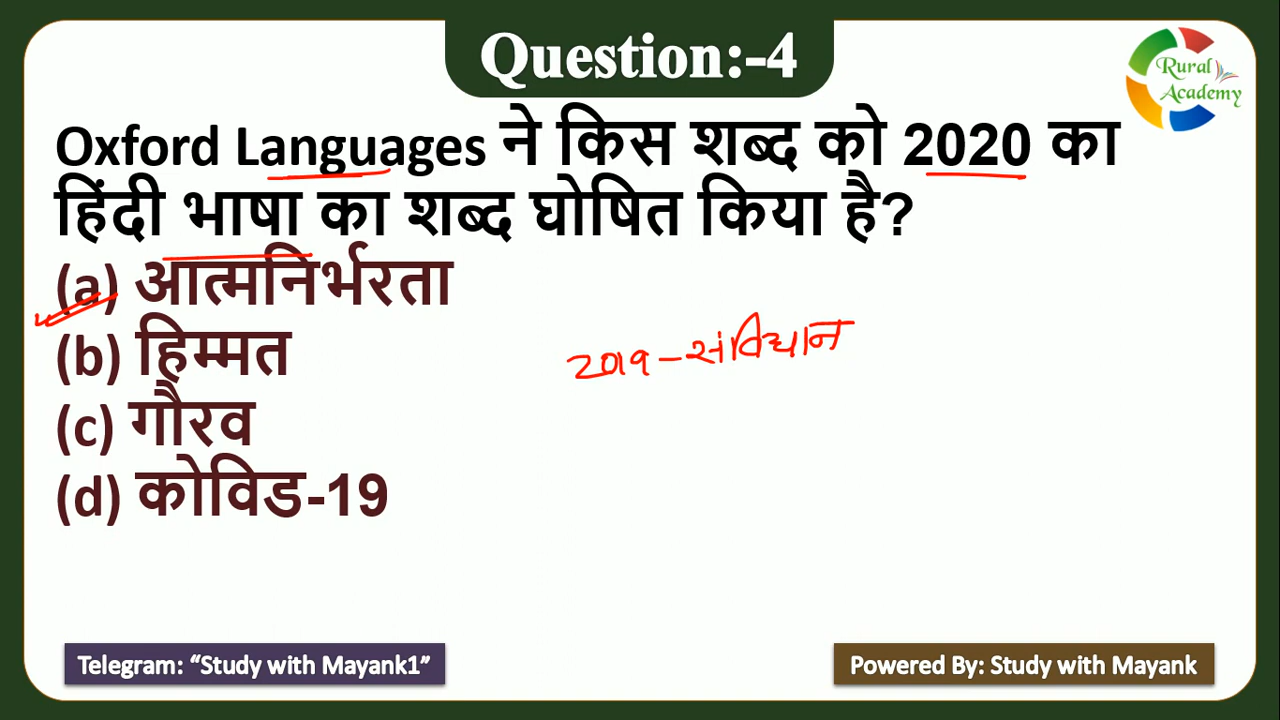 Question:-4
Rural
Academy
Oxford Languages ने किस शब्द को 2020 का
हिंदी भाषा का शब्द घोषित किया है?
(a) आत्मनिर्भरता
(b) हिम्मत
2019-संविधान
(c) गौरव
(d) कोविड-19
Telegram: “Study with Mayank1”
Powered By: Study with Mayank